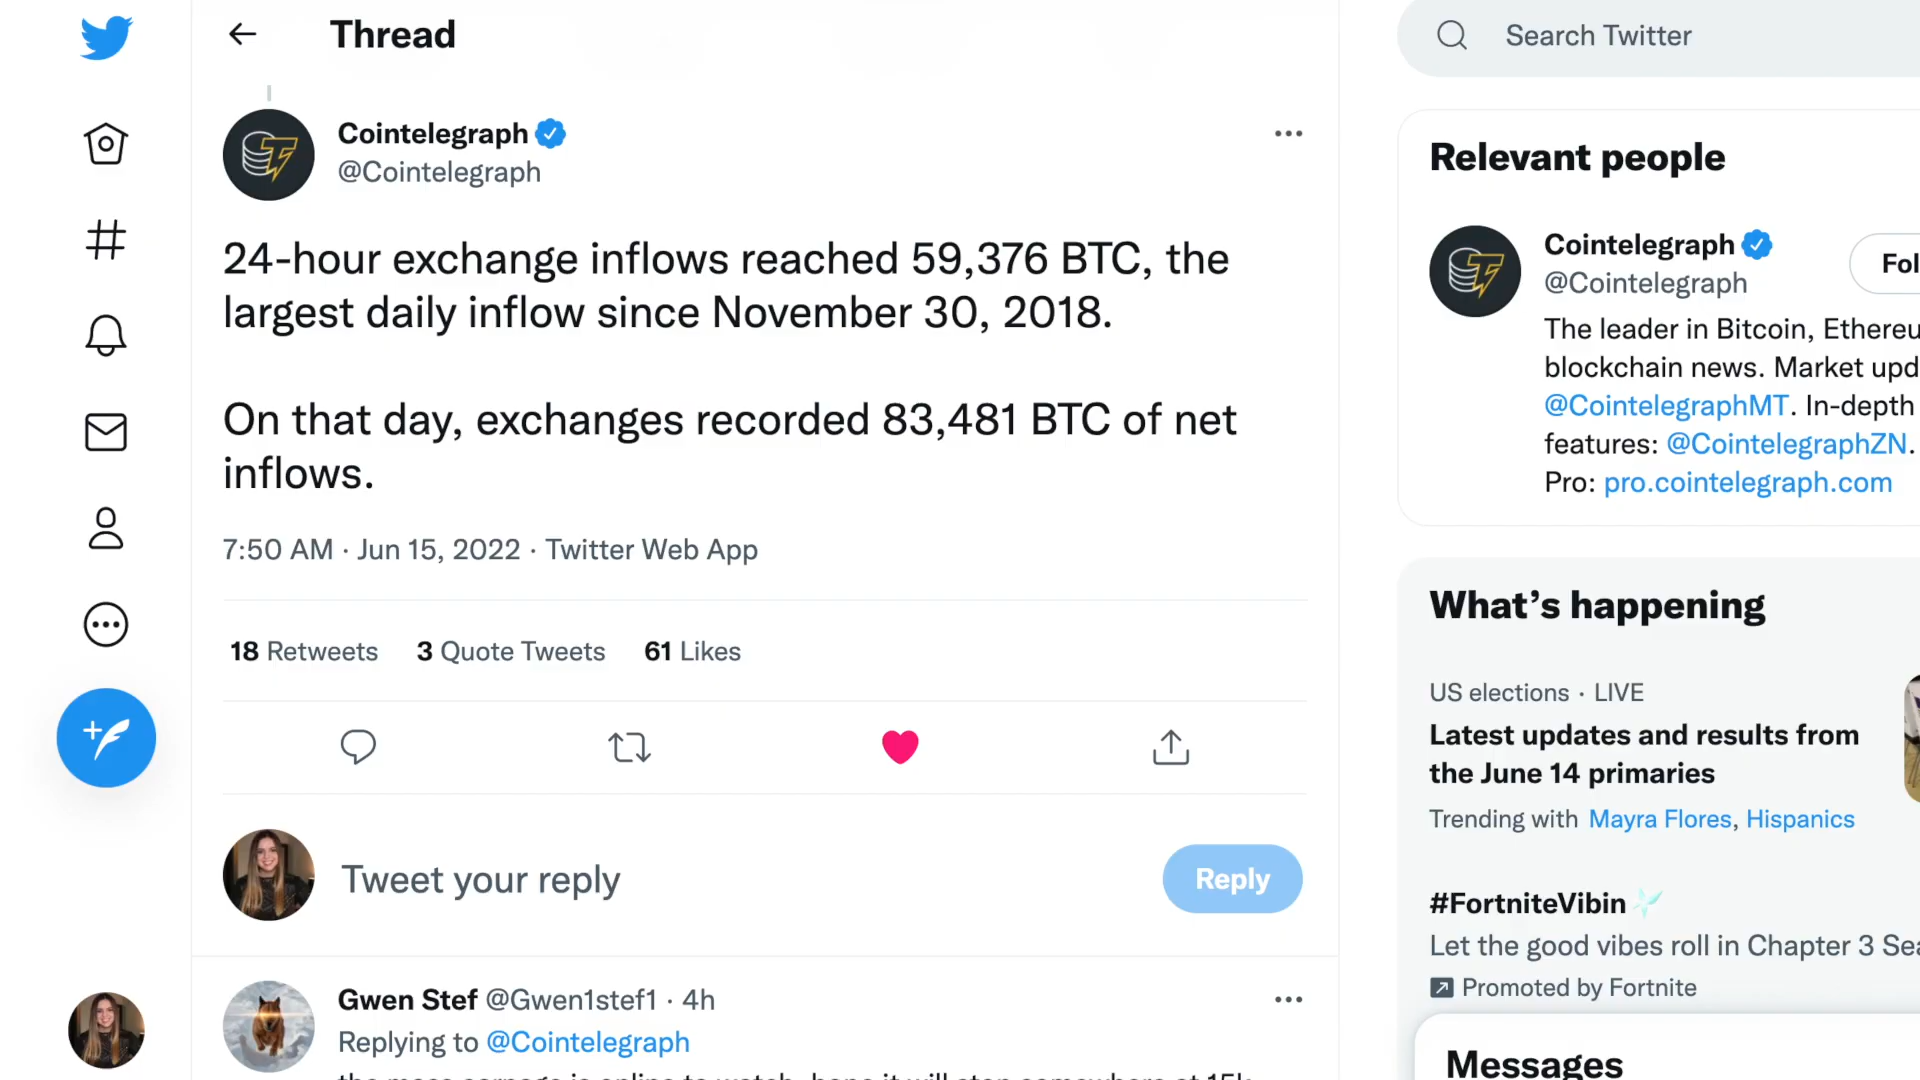 Thread
Search Twitter
Cointelegraph
@Cointelegraph
24-hour exchange inflows reached 59,376 BTC, the
largest daily inflow since November 30, 2018.
On that day, exchanges recorded 83,481 BTC of net
inflows.
7:50 AM · Jun 15, 2022 · Twitter Web App
18 Retweets 3 Quote Tweets 61 Likes
Tweet your reply
Reply
Gwen Stef @Gwen1stef1 · 4h
Replying to @Cointelegraph
Relevant people
Cointelegraph
@Cointelegraph
Fol
The leader in Bitcoin, Ethereu
blockchain news. Market upd
@CointelegraphMT. In-depth
features: @CointelegraphZN.
Pro: pro.cointelegraph.com
What's happening
US elections · LIVE
Latest updates and results from
the June 14 primaries
Trending with Mayra Flores, Hispanics
#FortniteVibin
Let the good vibes roll in Chapter 3 Sea
Promoted by Fortnite
Messages